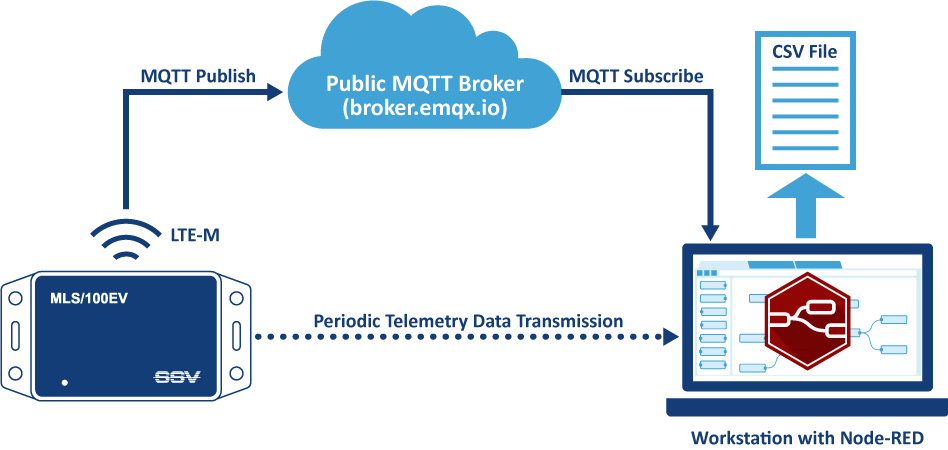 CSV File
MQTT Publish
Public MQTT Broker
(broker.emqx.io)
MQTT Subscribe
LTE-M
MLS/100EV
SSV
Periodic Telemetry Data Transmission
Workstation with Node-RED